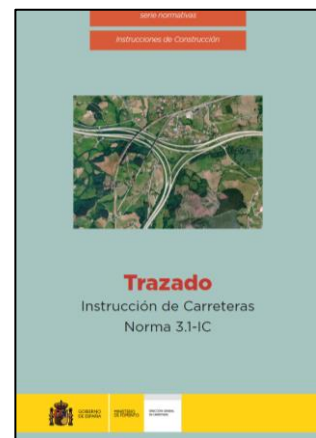 serie normativas
Instrucciones de Construcción
Trazado
Instrucción de Carreteras
Norma 3.1-IC
GOBIERNO
DE ESPAÑA
MINISTERIO
DE FOMENTO